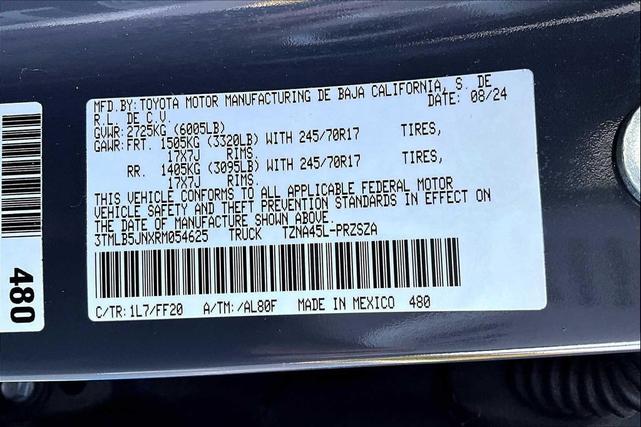 MFD.BY:TOYOTA MOTOR MANUFACTURING DE BAJA CALIFORNIA, S. DE
R.L. DE C.V. DATE: 08/24
GVWR:2725KG (6005LB)
GAWR:FRT. 1505KG (3320LB) WITH 245/70R17 TIRES,
17X7J RIMS
RR. 1405KG (3095LB) WITH 245/70R17 TIRES,
17X7J RIMS
THIS VEHICLE CONFORMS TO ALL APPLICABLE FEDERAL MOTOR
VEHICLE SAFETY AND THEFT PREVENTION STANDARDS IN EFFECT ON
THE DATE OF MANUFACTURE SHOWN ABOVE.
3TMLB5JNXRM054625 TRUCK TZNA45L-PRZSZA
C/TR:1L7/FF20 A/TM:/AL80F MADE IN MEXICO 480
480